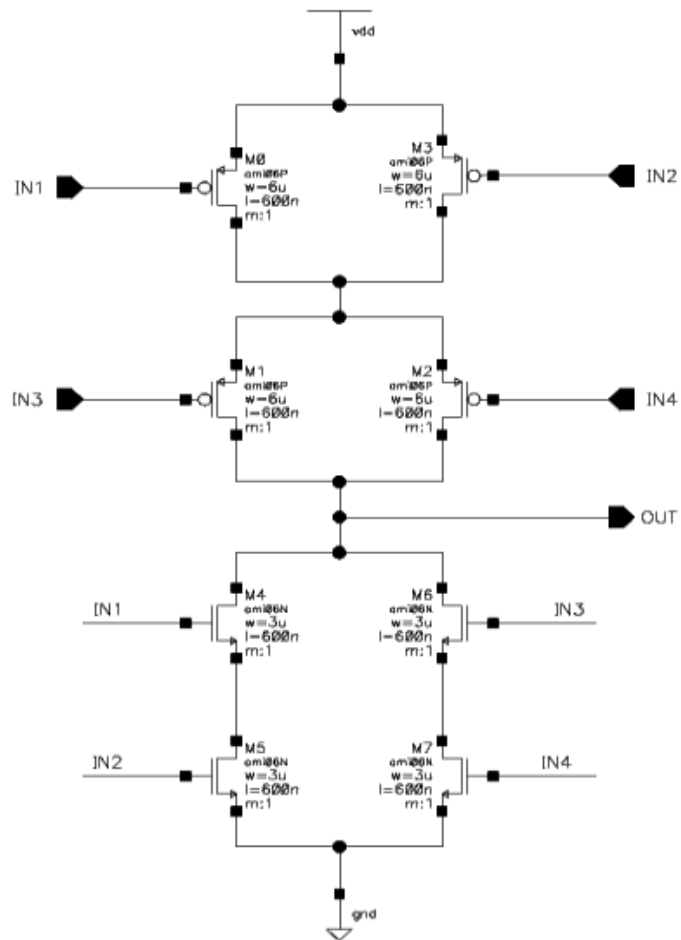 vdd
M0
ami06P
w=6u
l=600n
m:1
M3
ami06P
w=6u
l=600n
m:1
IN1
IN2
M1
ami06P
w=6u
l=600n
m:1
M2
ami06P
w=6u
l=600n
m:1
IN3
IN4
OUT
IN1
M4
ami06N
w=3u
l=600n
m:1
M6
ami06N
w=3u
l=600n
m:1
IN3
IN2
M5
ami06N
w=3u
l=600n
m:1
M7
ami06N
w=3u
l=600n
m:1
IN4
gnd